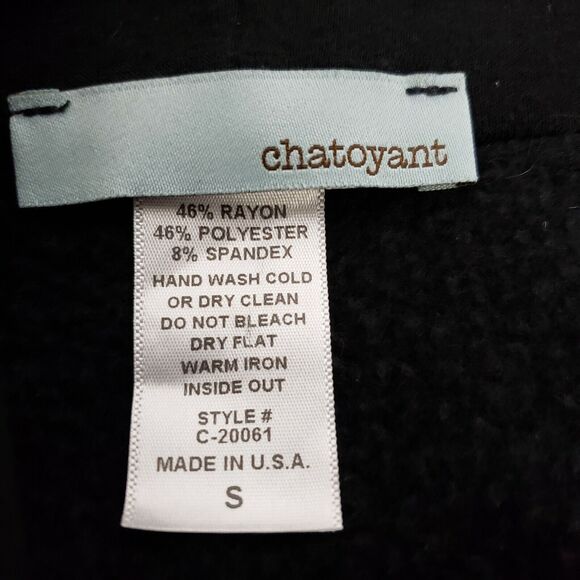 chatoyant
46% RAYON
46% POLYESTER
8% SPANDEX
HAND WASH COLD
OR DRY CLEAN
DO NOT BLEACH
DRY FLAT
WARM IRON
INSIDE OUT
STYLE #
C-20061
MADE IN U.S.A.
S